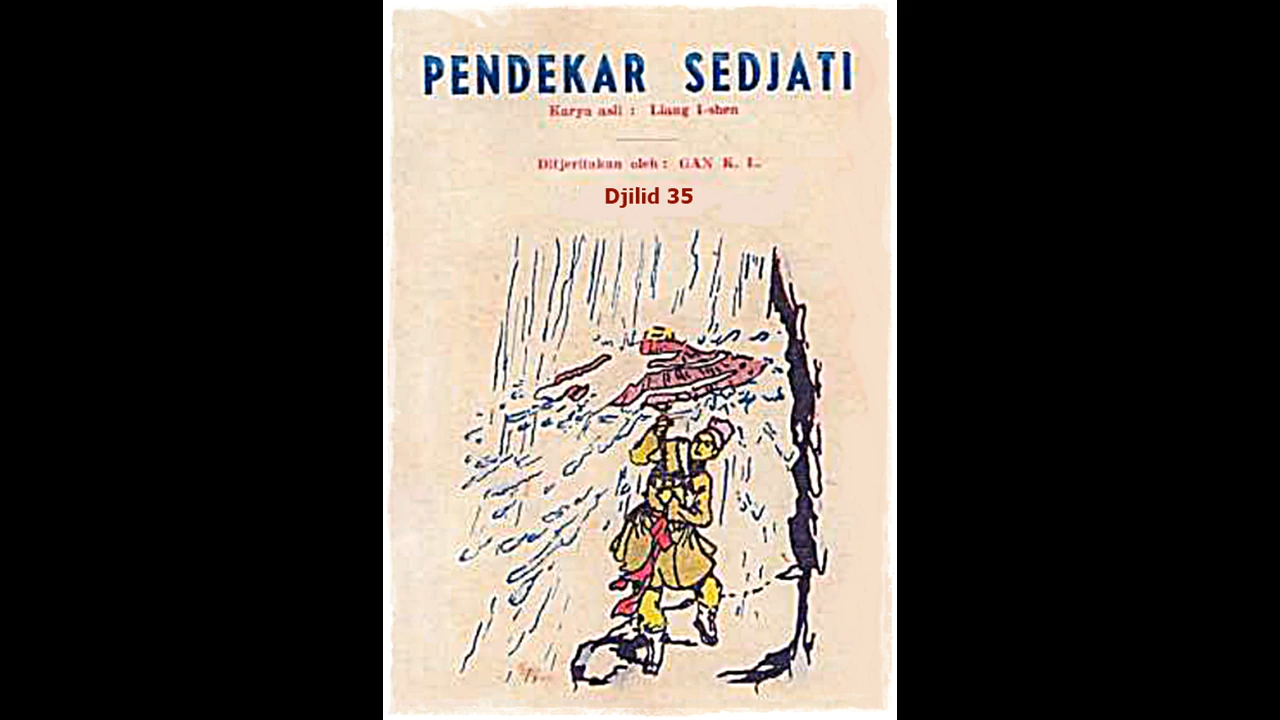 PENDEKAR SEDJATI
Karya asli : Liang I-shen
Ditjeritakan oleh : GAN K. L.
Djilid 35